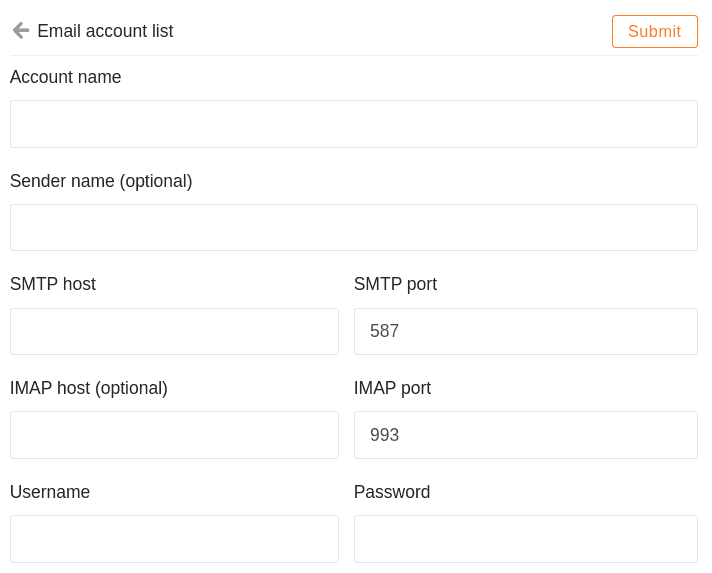 Email account list
Submit
Account name
Sender name (optional)
SMTP host
SMTP port
587
IMAP host (optional)
IMAP port
993
Username
Password